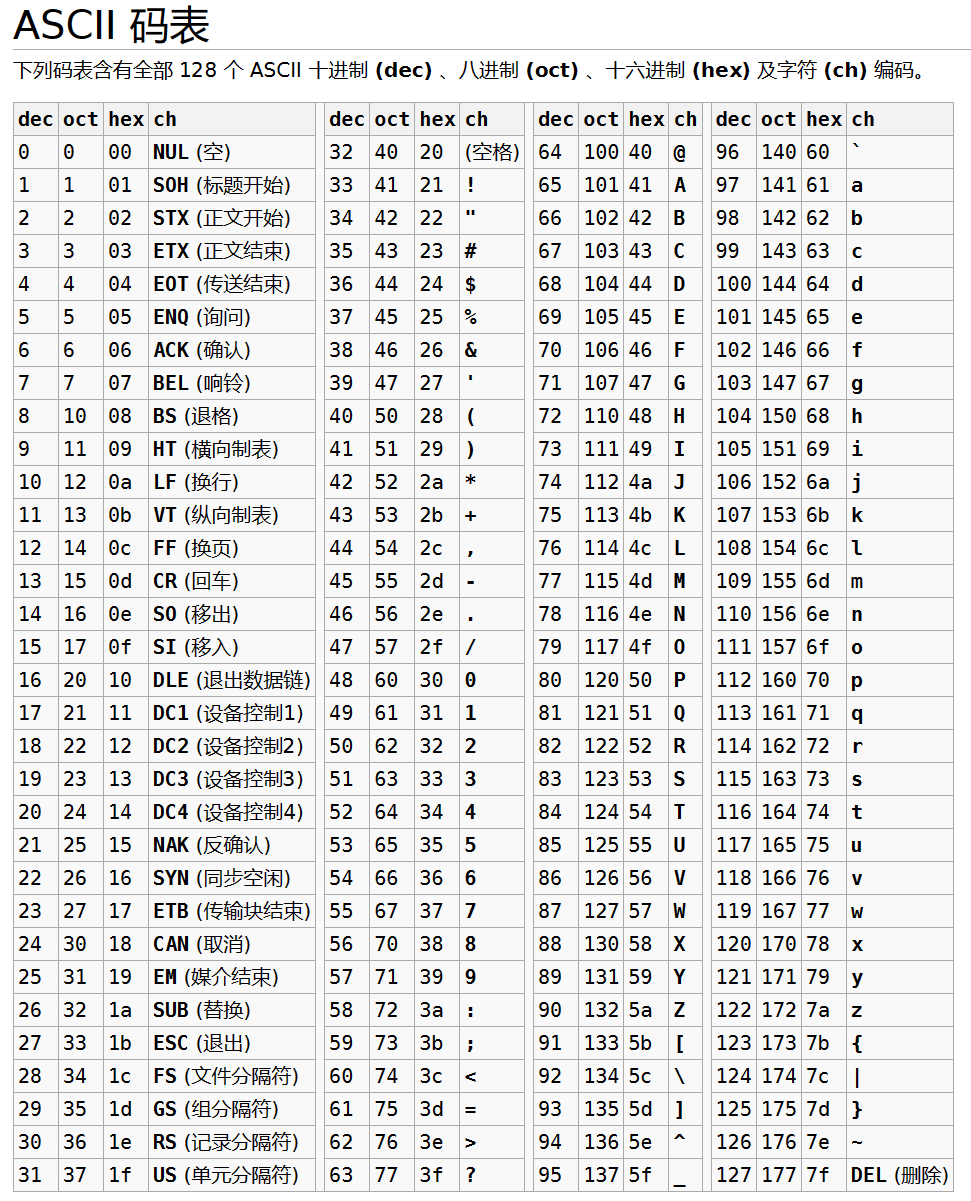 ASCII 码表
下列码表含有全部 128 个 ASCII 十进制 (dec) 、八进制 (oct) 、十六进制 (hex) 及字符 (ch) 编码。
dec oct hex ch dec oct hex ch dec oct hex ch dec oct hex ch
0 0 00 NUL (空) 32 40 20 (空格) 64 100 40 @ 96 140 60 `
1 1 01 SOH (标题开始) 33 41 21 ! 65 101 41 A 97 141 61 a
2 2 02 STX (正文开始) 34 42 22 " 66 102 42 B 98 142 62 b
3 3 03 ETX (正文结束) 35 43 23 # 67 103 43 C 99 143 63 c
4 4 04 EOT (传送结束) 36 44 24 $ 68 104 44 D 100 144 64 d
5 5 05 ENQ (询问) 37 45 25 % 69 105 45 E 101 145 65 e
6 6 06 ACK (确认) 38 46 26 & 70 106 46 F 102 146 66 f
7 7 07 BEL (响铃) 39 47 27 ' 71 107 47 G 103 147 67 g
8 10 08 BS (退格) 40 50 28 ( 72 110 48 H 104 150 68 h
9 11 09 HT (横向制表) 41 51 29 ) 73 111 49 I 105 151 69 i
10 12 0a LF (换行) 42 52 2a * 74 112 4a J 106 152 6a j
11 13 0b VT (纵向制表) 43 53 2b + 75 113 4b K 107 153 6b k
12 14 0c FF (换页) 44 54 2c , 76 114 4c L 108 154 6c l
13 15 0d CR (回车) 45 55 2d - 77 115 4d M 109 155 6d m
14 16 0e SO (移出) 46 56 2e . 78 116 4e N 110 156 6e n
15 17 0f SI (移入) 47 57 2f / 79 117 4f O 111 157 6f o
16 20 10 DLE (退出数据链) 48 60 30 0 80 120 50 P 112 160 70 p
17 21 11 DC1 (设备控制1) 49 61 31 1 81 121 51 Q 113 161 71 q
18 22 12 DC2 (设备控制2) 50 62 32 2 82 122 52 R 114 162 72 r
19 23 13 DC3 (设备控制3) 51 63 33 3 83 123 53 S 115 163 73 s
20 24 14 DC4 (设备控制4) 52 64 34 4 84 124 54 T 116 164 74 t
21 25 15 NAK (反确认) 53 65 35 5 85 125 55 U 117 165 75 u
22 26 16 SYN (同步空闲) 54 66 36 6 86 126 56 V 118 166 76 v
23 27 17 ETB (传输块结束) 55 67 37 7 87 127 57 W 119 167 77 w
24 30 18 CAN (取消) 56 70 38 8 88 130 58 X 120 170 78 x
25 31 19 EM (媒介结束) 57 71 39 9 89 131 59 Y 121 171 79 y
26 32 1a SUB (替换) 58 72 3a : 90 132 5a Z 122 172 7a z
27 33 1b ESC (退出) 59 73 3b ; 91 133 5b [ 123 173 7b {
28 34 1c FS (文件分隔符) 60 74 3c < 92 134 5c \ 124 174 7c |
29 35 1d GS (组分隔符) 61 75 3d = 93 135 5d ] 125 175 7d }
30 36 1e RS (记录分隔符) 62 76 3e > 94 136 5e ^ 126 176 7e ~
31 37 1f US (单元分隔符) 63 77 3f ? 95 137 5f _ 127 177 7f DEL (删除)